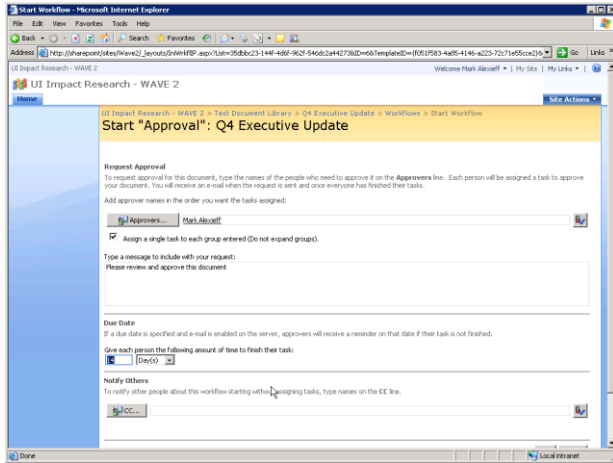 Start Workflow - Microsoft Internet Explorer
File Edit View Favorites Tools Help
Back Search Favorites
Address http://sharepoint/sites/Wave2/_layouts/IniWrkflIP.aspx?List= Go Links
UI Impact Research - WAVE 2 Welcome Mark Alexieff | My Site | My Links
UI Impact Research - WAVE 2
Home Site Actions
UI Impact Research - WAVE 2 > Test Document Library > Q4 Executive Update > Workflows > Start Workflow
Start "Approval": Q4 Executive Update
Request Approval
To request approval for this document, type the names of the people who need to approve it on the Approvers line. Each person will be assigned a task to approve
your document. You will receive an e-mail when the request is sent and once everyone has finished their tasks.
Add approver names in the order you want the tasks assigned:
Approvers... Mark Alexieff
Assign a single task to each group entered (Do not expand groups).
Type a message to include with your request:
Please review and approve this document
Due Date
If a due date is specified and e-mail is enabled on the server, approvers will receive a reminder on that date if their task is not finished.
Give each person the following amount of time to finish their task:
14 Day(s)
Notify Others
To notify other people about this workflow starting without assigning tasks, type names on the CC line.
CC...
Done Local intranet